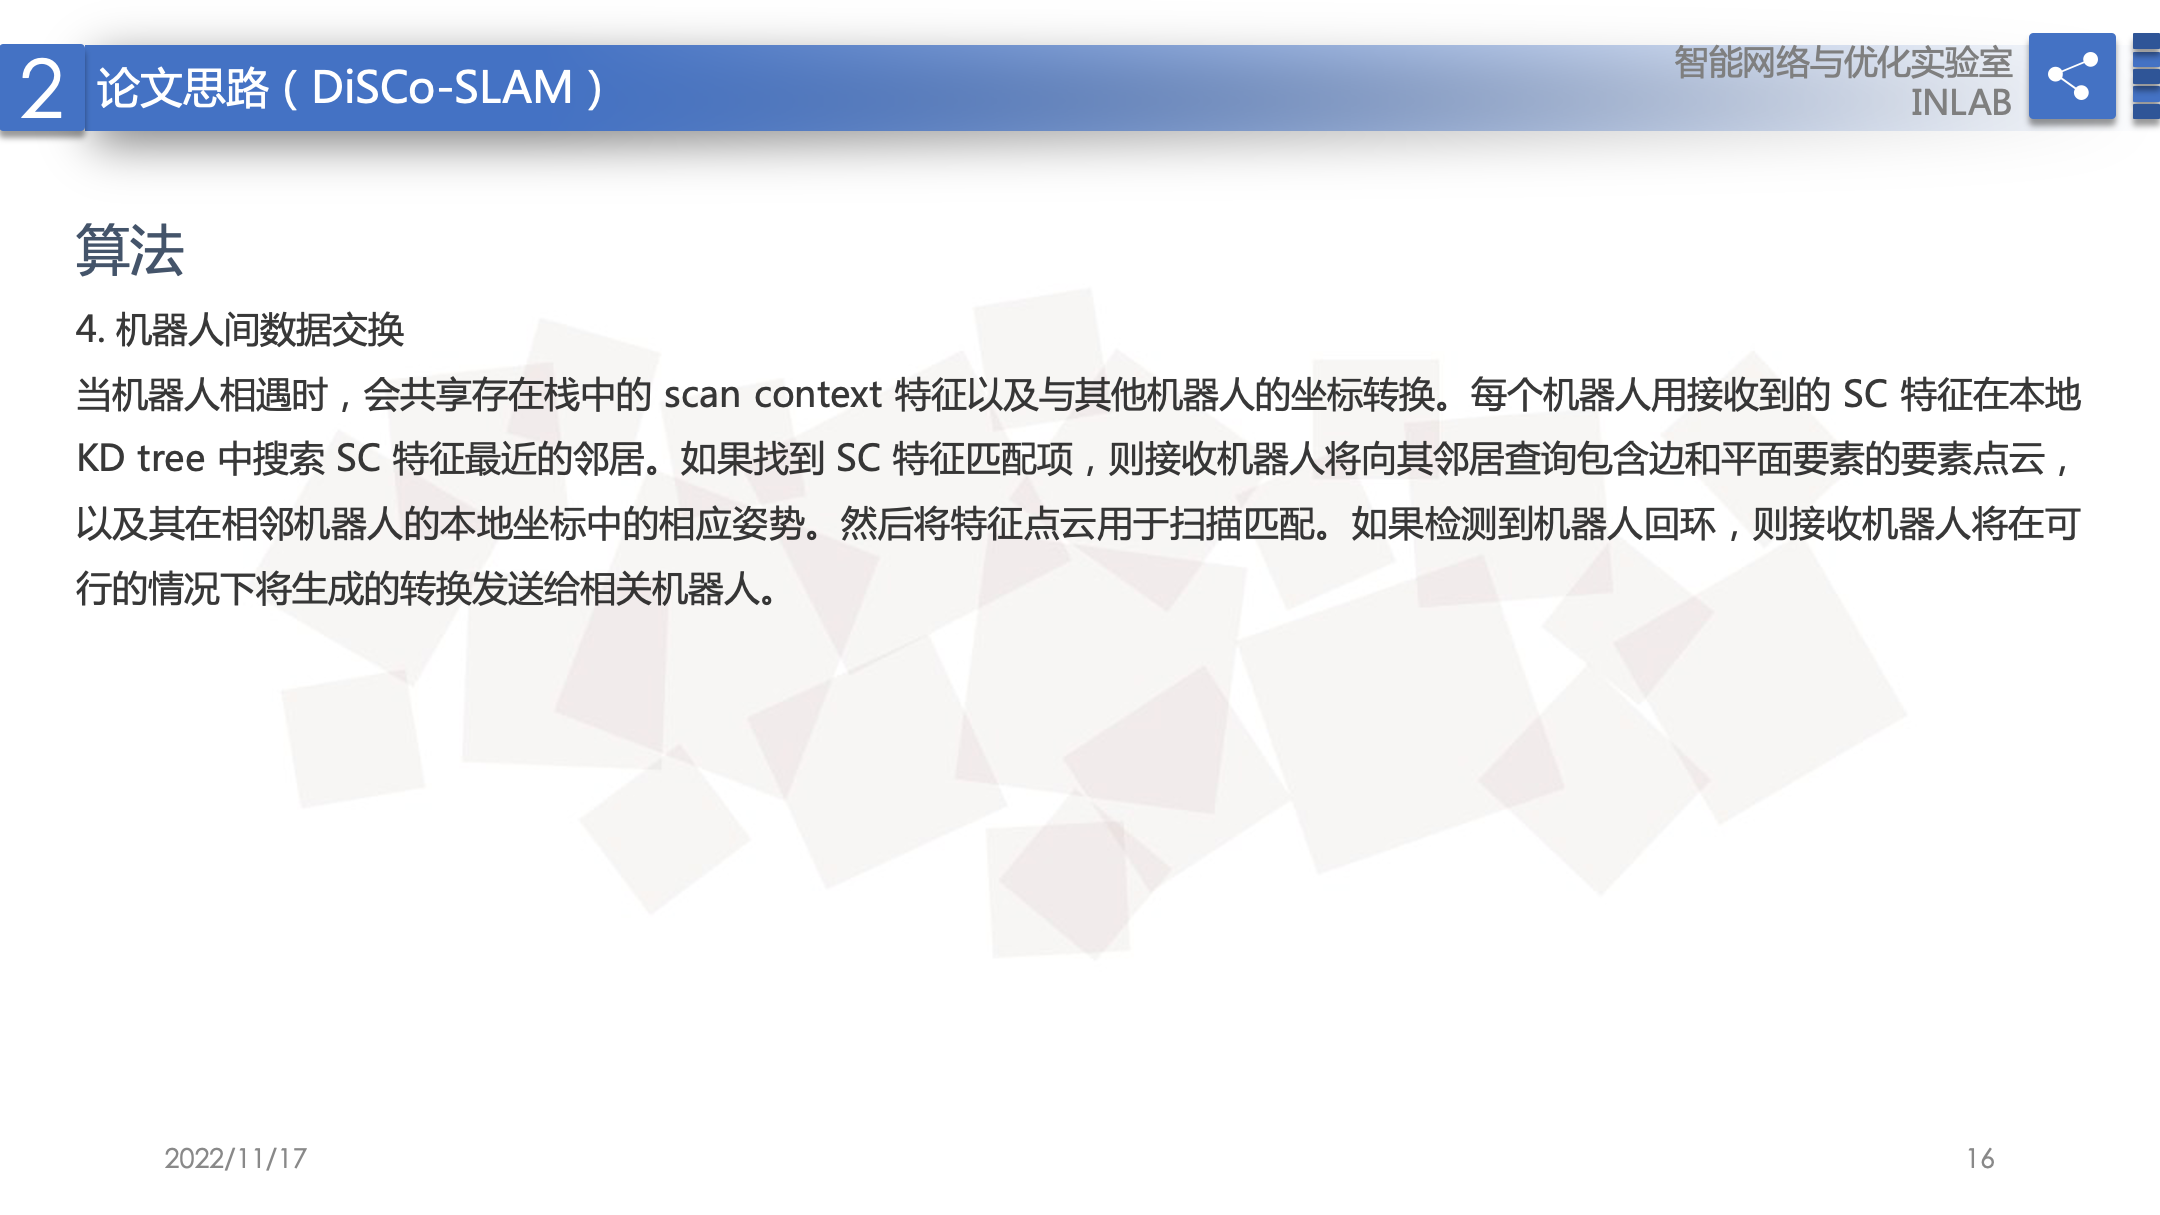 2
论文思路（DiSCo-SLAM）
智能网络与优化实验室
INLAB
算法
4. 机器人间数据交换
当机器人相遇时，会共享存在栈中的 scan context 特征以及与其他机器人的坐标转换。每个机器人用接收到的 SC 特征在本地
KD tree 中搜索 SC 特征最近的邻居。如果找到 SC 特征匹配项，则接收机器人将向其邻居查询包含边和平面要素的要素点云，
以及其在相邻机器人的本地坐标中的相应姿势。然后将特征点云用于扫描匹配。如果检测到机器人回环，则接收机器人将在可
行的情况下将生成的转换发送给相关机器人。
2022/11/17
16